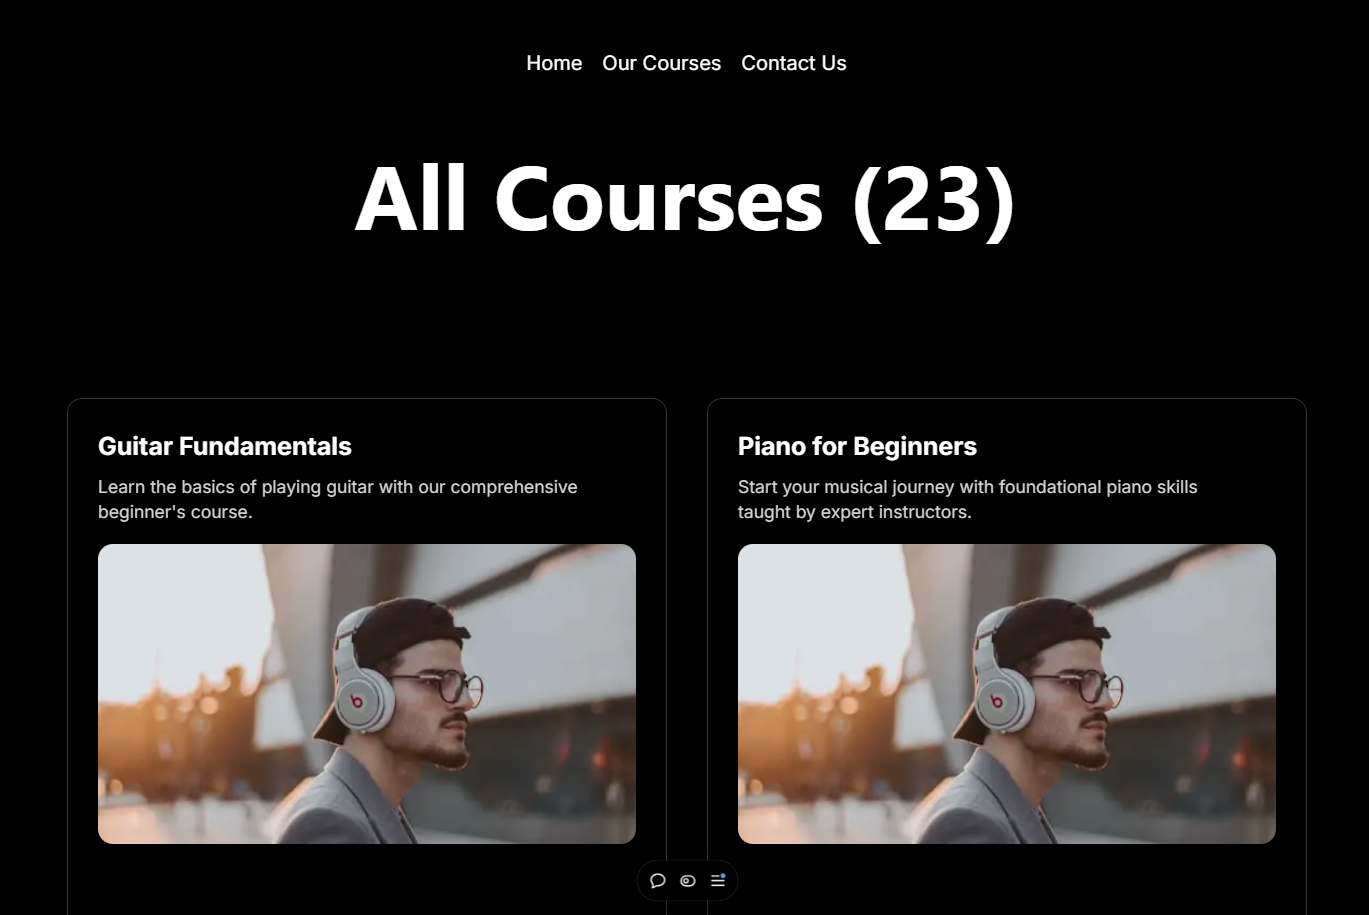 Home Our Courses Contact Us
All Courses (23)
Guitar Fundamentals
Learn the basics of playing guitar with our comprehensive
beginner's course.
Piano for Beginners
Start your musical journey with foundational piano skills
taught by expert instructors.